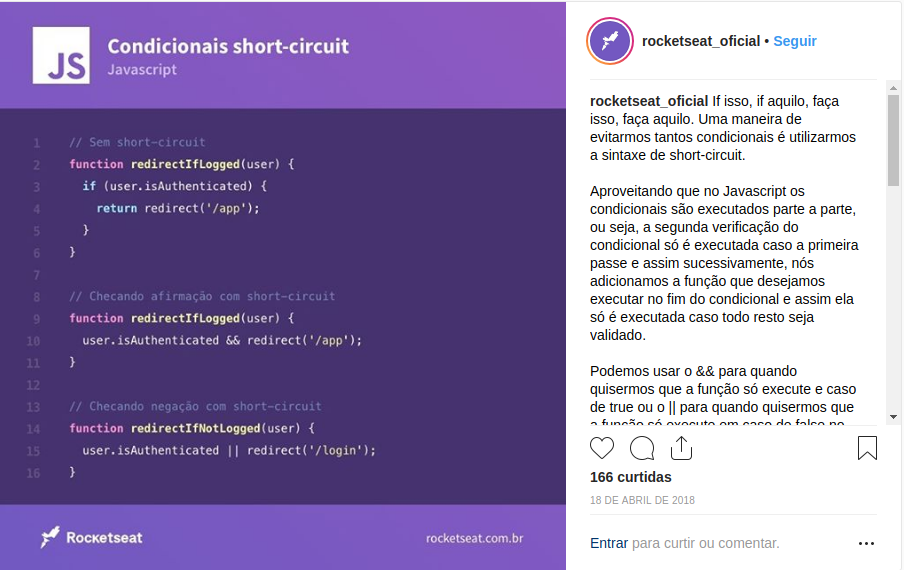 JS
Condicionais short-circuit
Javascript
1 // Sem short-circuit
2 function redirectIfLogged(user) {
3 if (user.isAuthenticated) {
4 return redirect('/app');
5 }
6 }
7
8 // Checando afirmação com short-circuit
9 function redirectIfLogged(user) {
10 user.isAuthenticated && redirect('/app');
11 }
12
13 // Checando negação com short-circuit
14 function redirectIfNotLogged(user) {
15 user.isAuthenticated || redirect('/login');
16 }
Rocketseat
rocketseat.com.br
rocketseat_oficial • Seguir
rocketseat_oficial If isso, if aquilo, faça
isso, faça aquilo. Uma maneira de
evitarmos tantos condicionais é utilizarmos
a sintaxe de short-circuit.
Aproveitando que no Javascript os
condicionais são executados parte a parte,
ou seja, a segunda verificação do
condicional só é executada caso a primeira
passe e assim sucessivamente, nós
adicionamos a função que desejamos
executar no fim do condicional e assim ela
só é executada caso todo resto seja
validado.
Podemos usar o && para quando
quisermos que a função só execute e caso
de true ou o || para quando quisermos que
a função só execute em caso de false no
166 curtidas
18 DE ABRIL DE 2018
Entrar para curtir ou comentar.